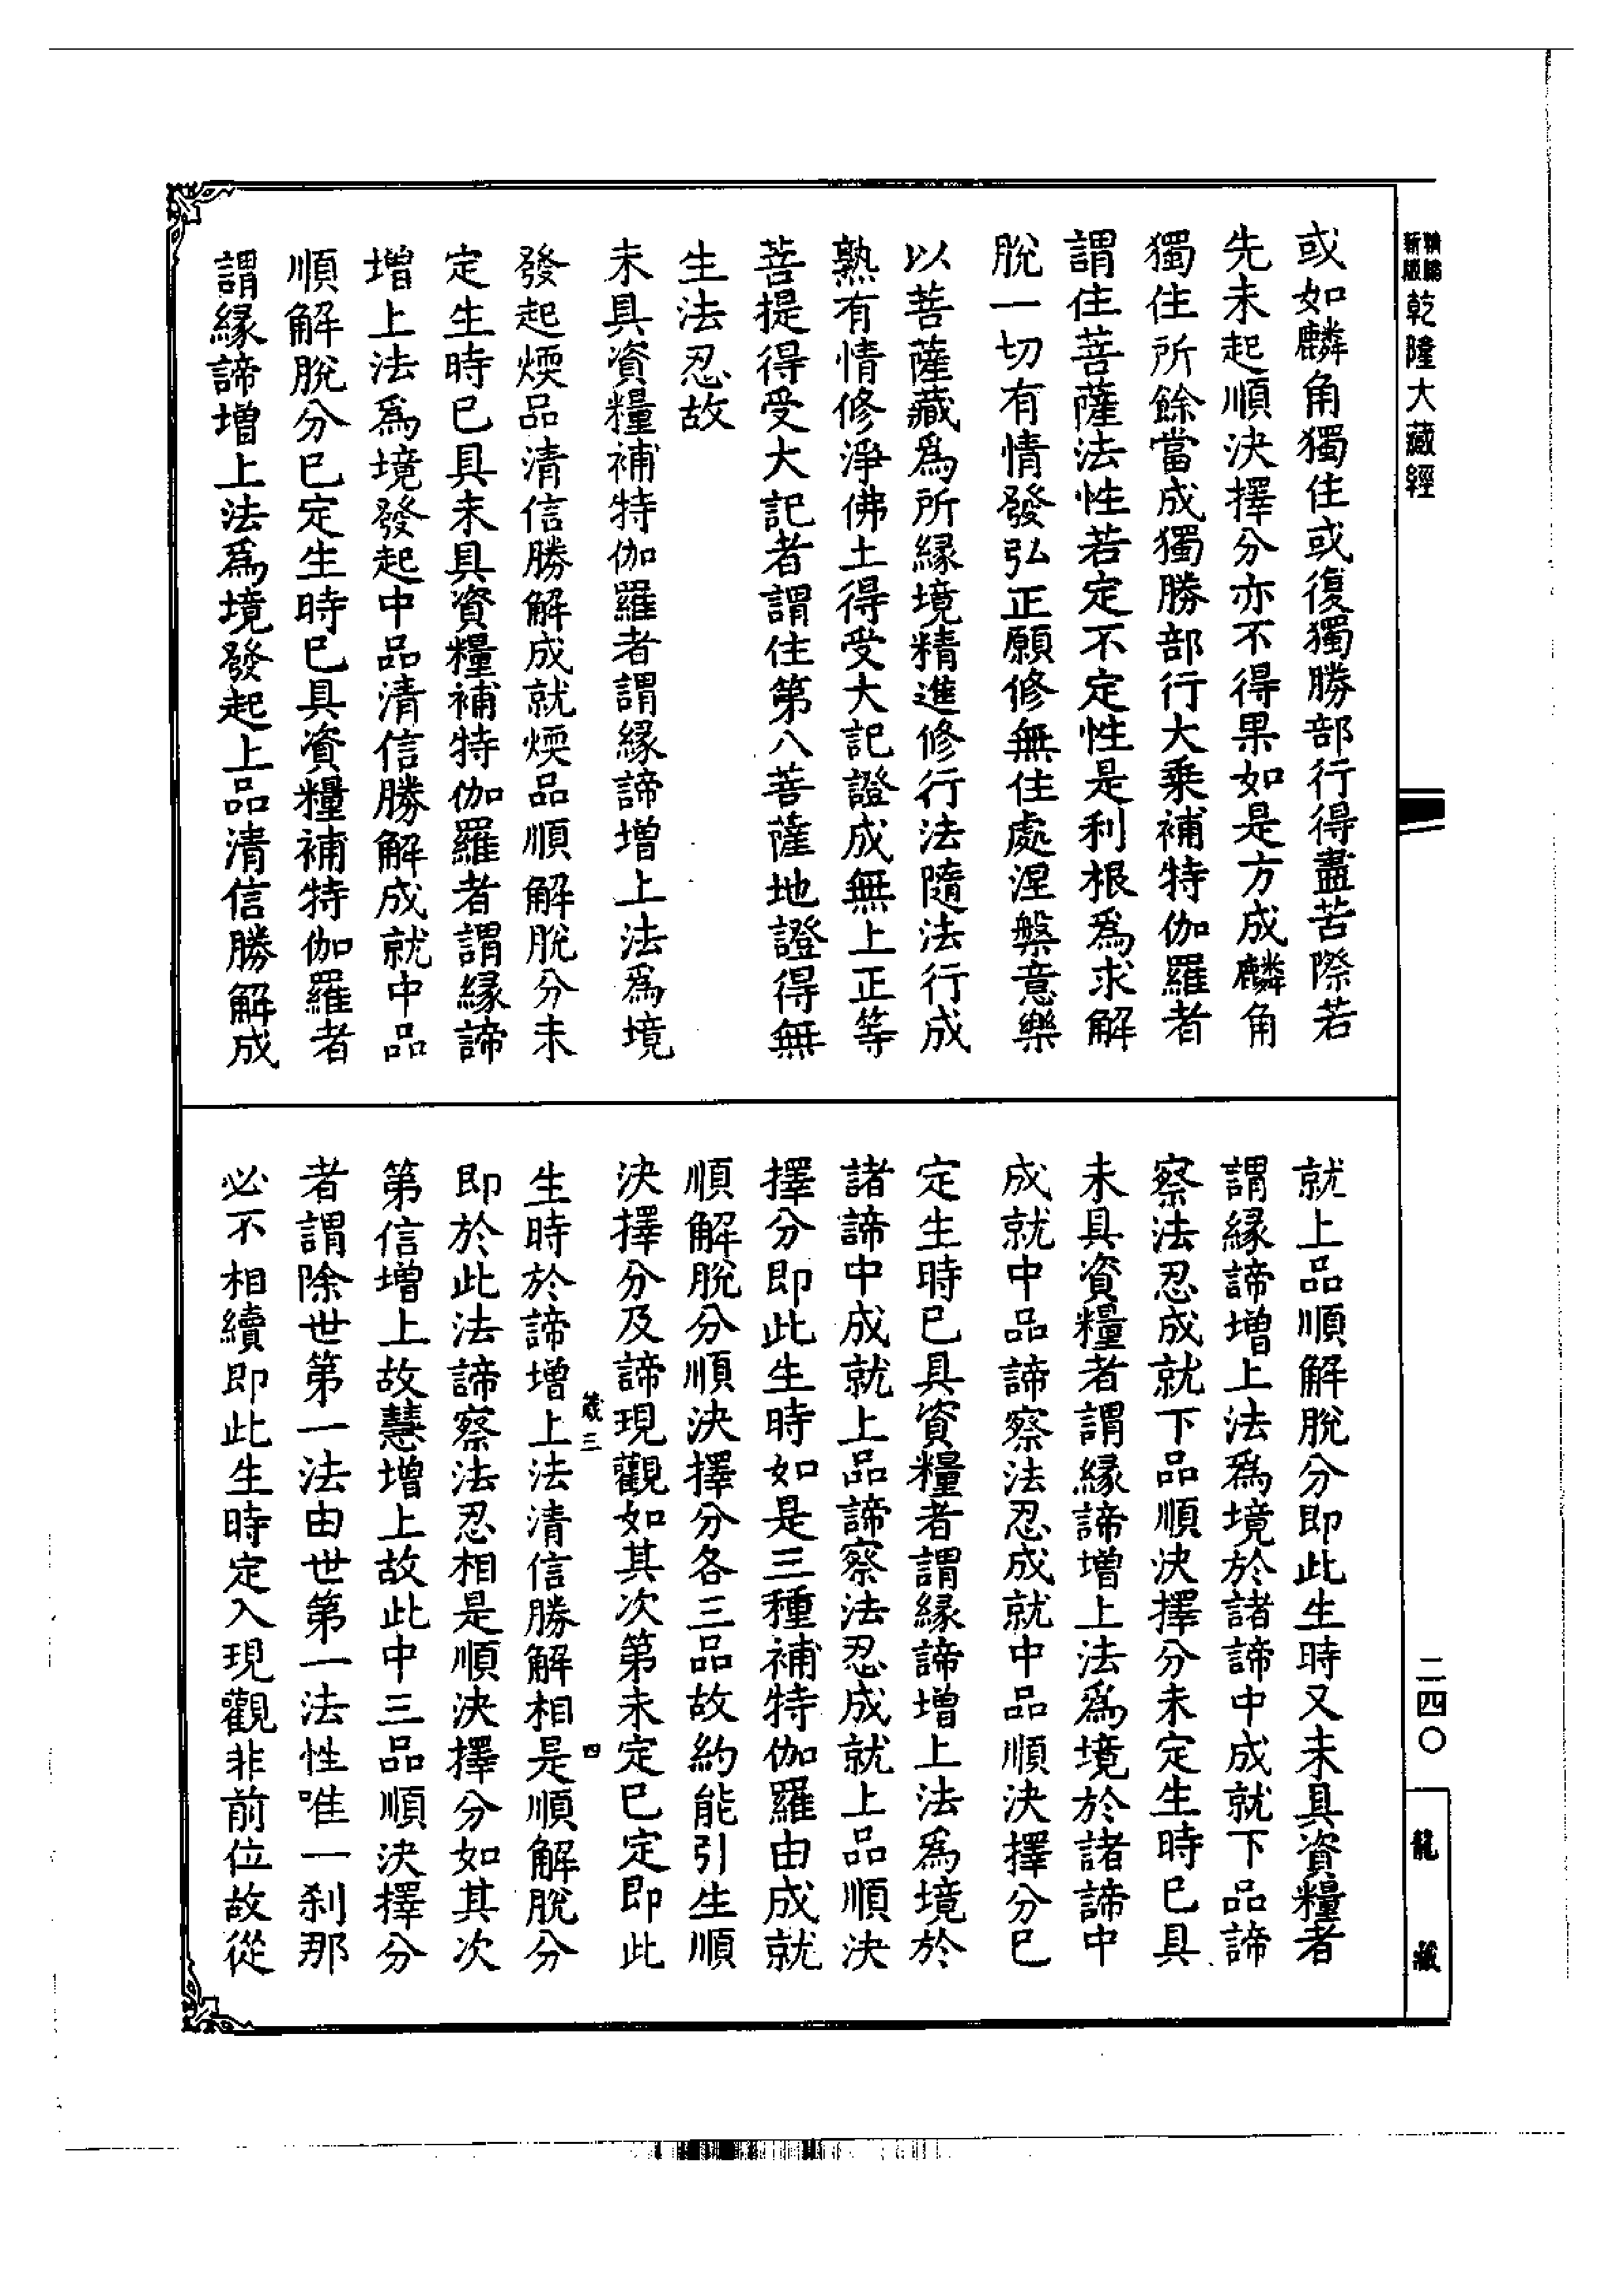 新編
新版
乾隆大藏經
或如麟角獨住或復獨勝部行得盡苦際若
先未起順決擇分亦不得果如是方成麟角
獨住所餘當成獨勝部行大乘補特伽羅者
謂住菩薩法性若定不定性是利根爲求解
脫一切有情發弘正願修無住處涅槃意樂
以菩薩藏爲所緣境精進修行法隨法行成
熟有情修淨佛土得受大記證成無上正等
菩提得受大記者謂住第八菩薩地證得無
生法忍故
未具資糧補特伽羅者謂緣諦增上法爲境
發起煗品清信勝解成就煗品順解脫分未
定生時已具未具資糧補特伽羅者謂緣諦
增上法爲境發起中品清信勝解成就中品
順解脫分已定生時已具資糧補特伽羅者
謂緣諦增上法爲境發起上品清信勝解成
就上品順解脫分即此生時又未具資糧者
謂緣諦增上法爲境於諸諦中成就下品諦
察法忍成就下品順決擇分未定生時已具
未具資糧者謂緣諦增上法爲境於諸諦中
成就中品諦察法忍成就中品順決擇分已
定生時已具資糧者謂緣諦增上法爲境於
諸諦中成就上品諦察法忍成就上品順決
擇分即此生時如是三種補特伽羅由成就
順解脫分順決擇分各三品故約能引生順
決擇分及諦現觀如其次第未定已定即此
箴三
四
生時於諦增上法清信勝解相是順解脫分
即於此法諦察法忍相是順決擇分如其次
第信增上故慧增上故此中三品順決擇分
者謂除世第一法由世第一法性唯一刹那
必不相續即此生時定入現觀非前位故從
二四〇
龍藏